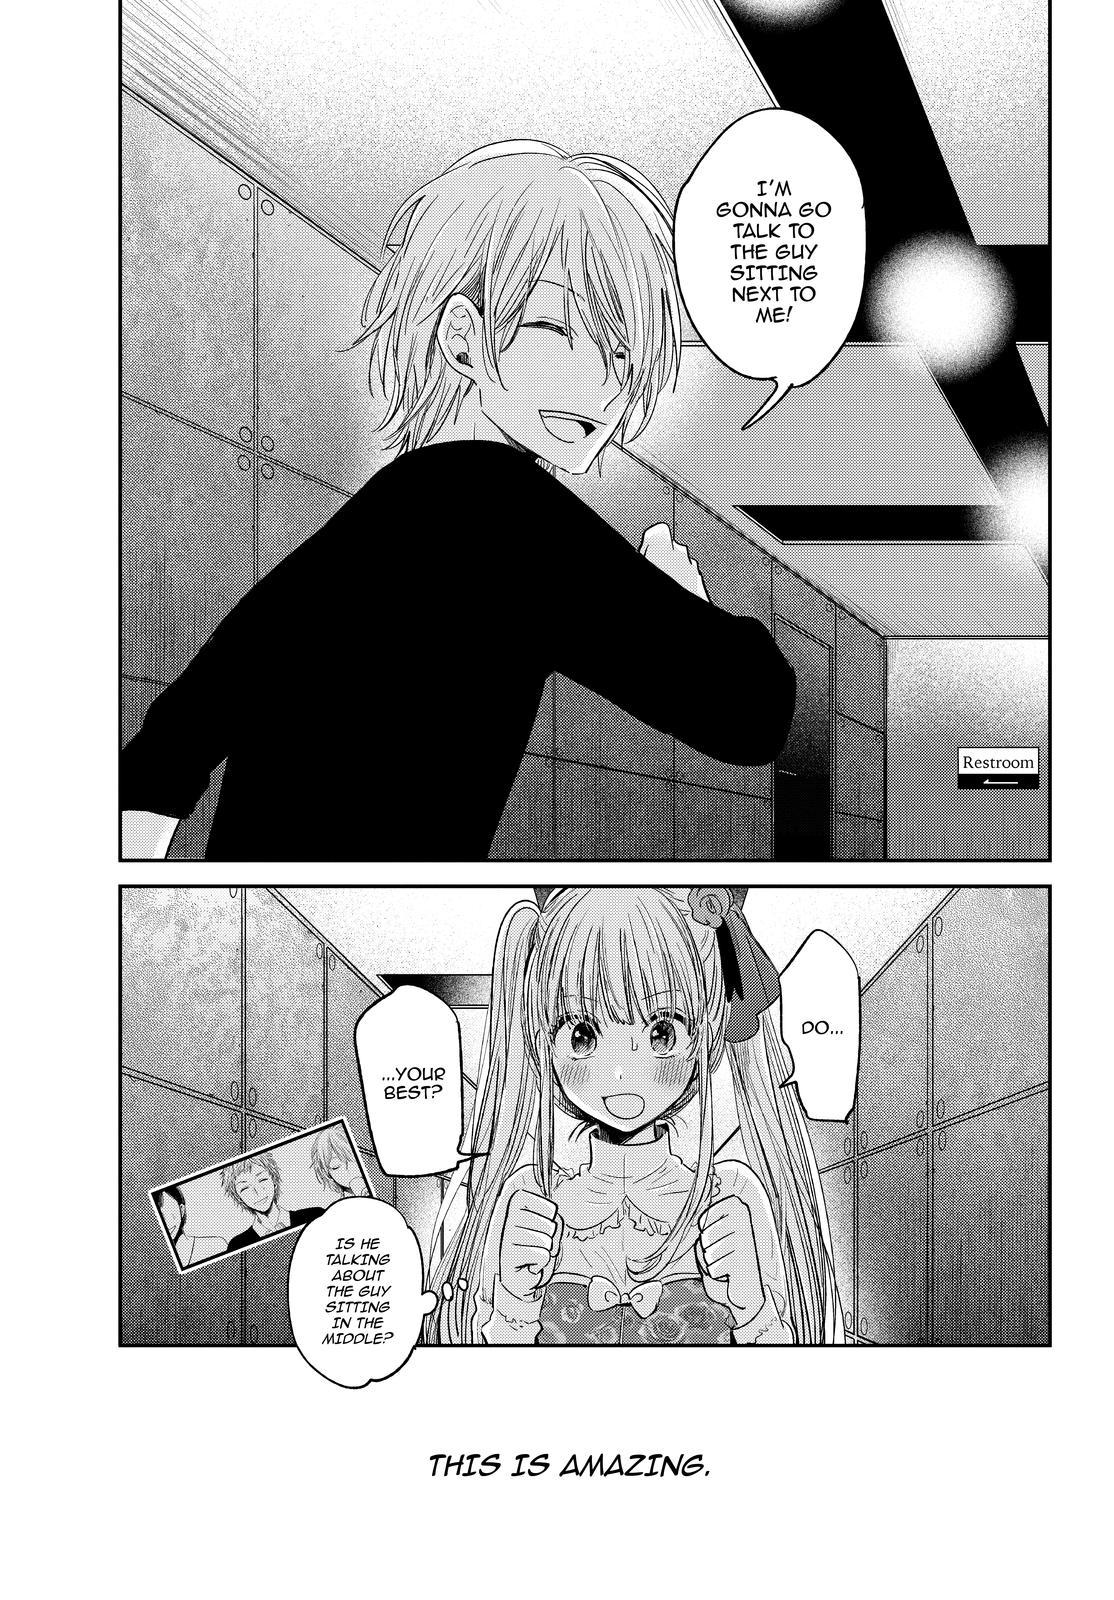 I'M
GONNA GO
TALK TO
THE GUY
SITTING
NEXT TO
ME!
Restroom
DO...
...YOUR
BEST?
IS HE
TALKING
ABOUT
THE GUY
SITTING
IN THE
MIDDLE?
THIS IS AMAZING.